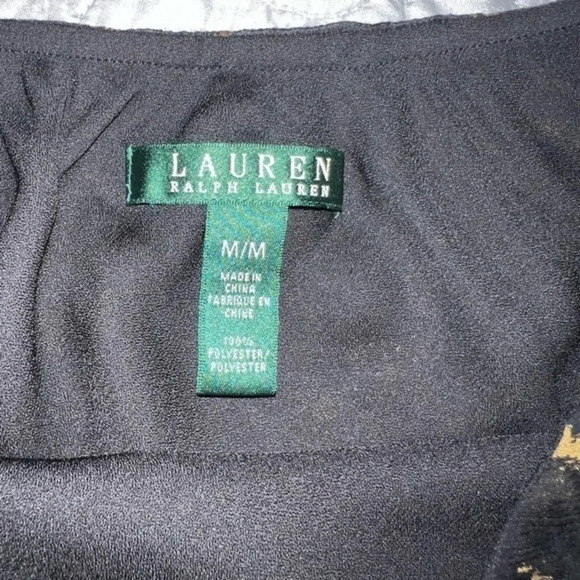 LAUREN
RALPH LAUREN
M/M
MADE IN
CHINA
FABRIQUE EN
CHINE
100%
POLYESTER/
POLYESTER